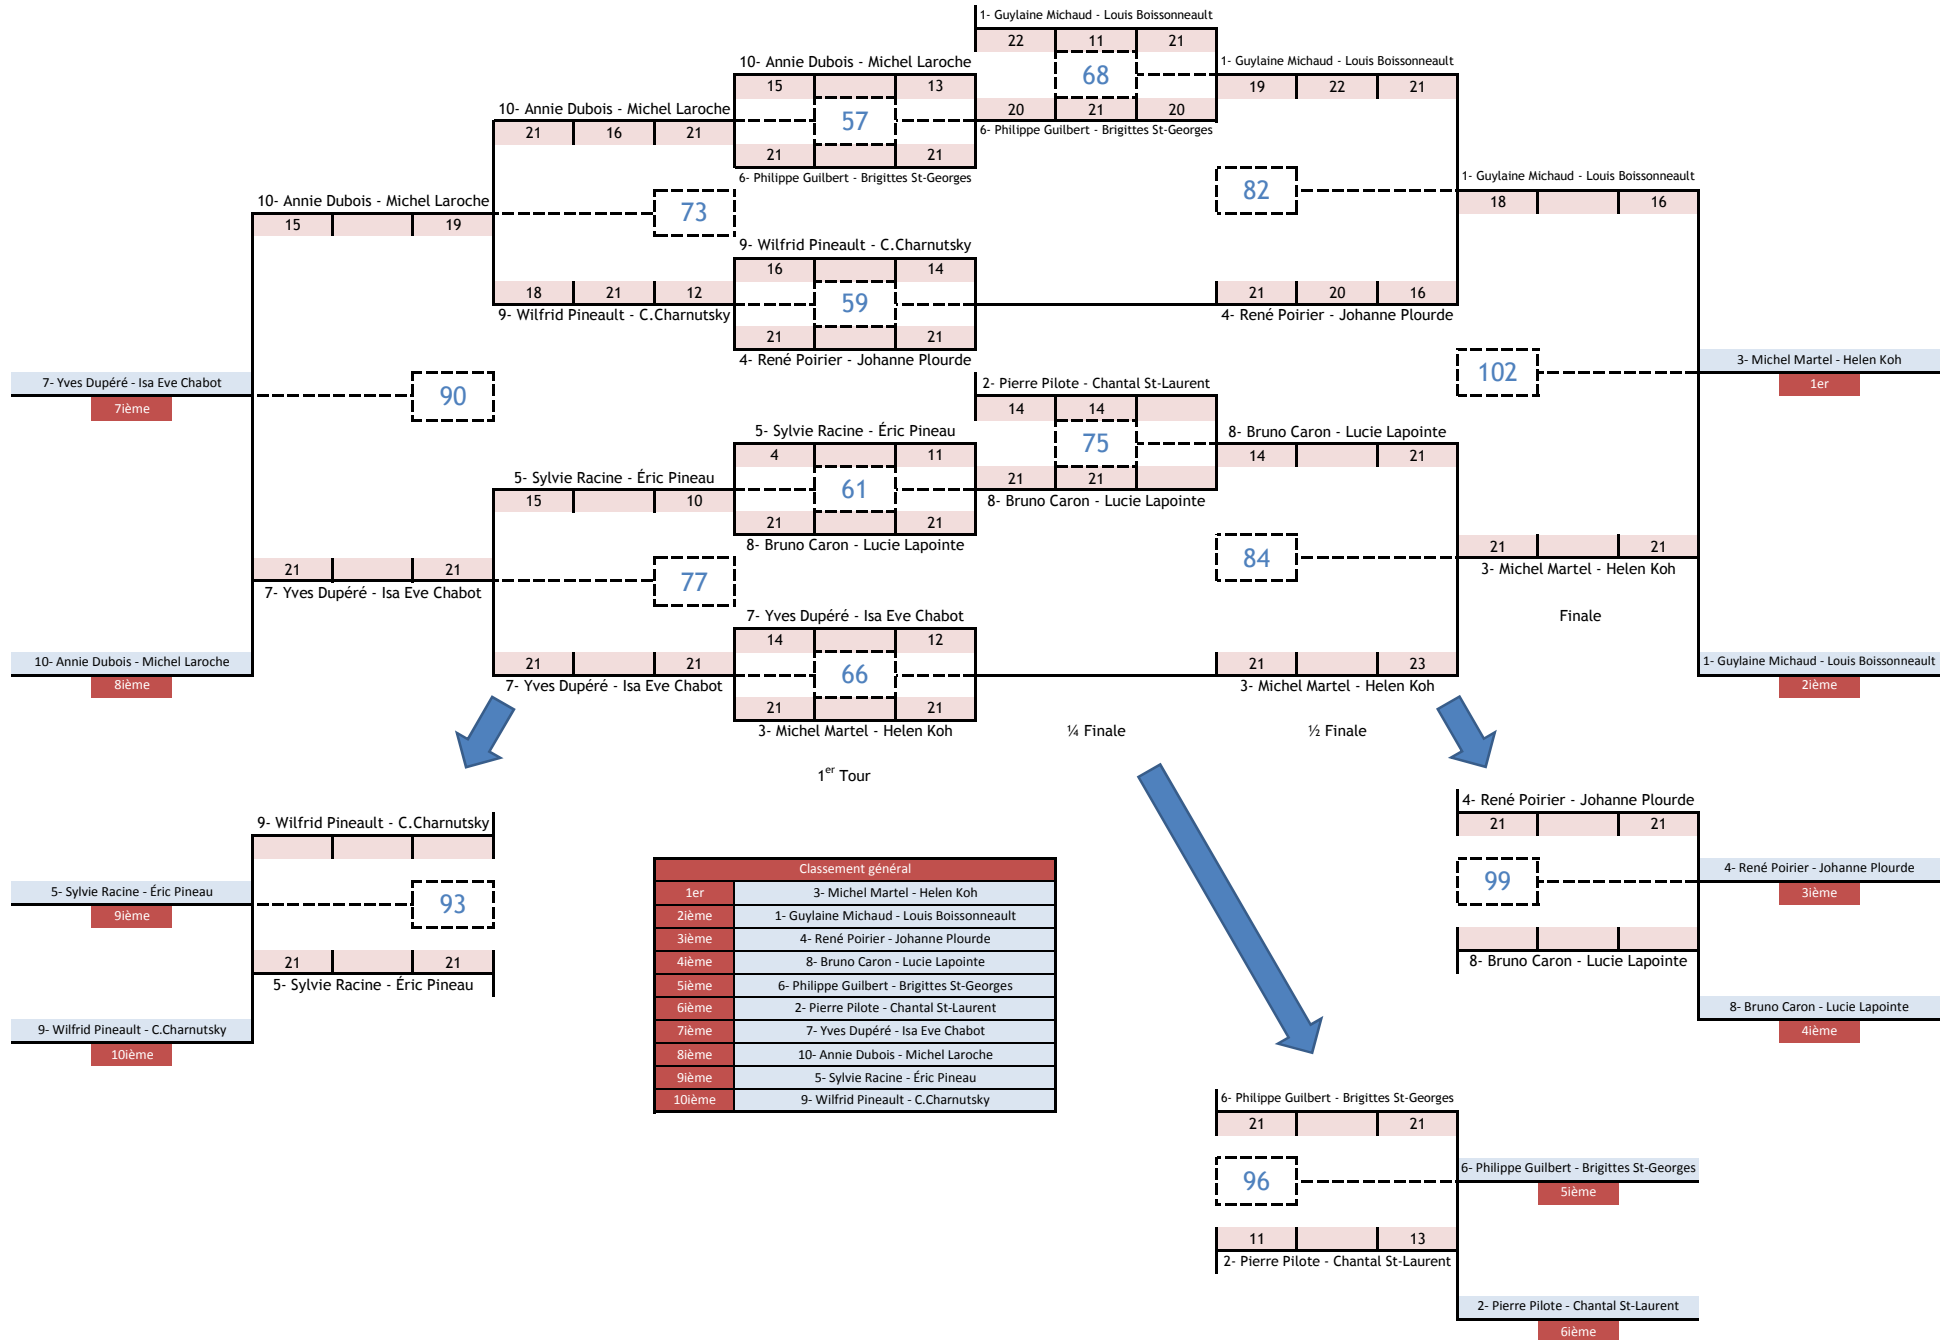 1- Guylaine Michaud - Louis Boissonneault
22 11 21
68
20 21 20
6- Philippe Guilbert - Brigittes St-Georges
10- Annie Dubois - Michel Laroche
15 13
57
21 21
6- Philippe Guilbert - Brigittes St-Georges
1- Guylaine Michaud - Louis Boissonneault
19 22 21
82
21 20 16
4- René Poirier - Johanne Plourde
10- Annie Dubois - Michel Laroche
21 16 21
73
18 21 12
9- Wilfrid Pineault - C.Charnutsky
9- Wilfrid Pineault - C.Charnutsky
16 14
59
21 21
4- René Poirier - Johanne Plourde
1- Guylaine Michaud - Louis Boissonneault
18 16
102
21 21
3- Michel Martel - Helen Koh
Finale
3- Michel Martel - Helen Koh
1er
1- Guylaine Michaud - Louis Boissonneault
2ième
10- Annie Dubois - Michel Laroche
15 19
90
21 21
7- Yves Dupéré - Isa Eve Chabot
7- Yves Dupéré - Isa Eve Chabot
7ième
10- Annie Dubois - Michel Laroche
8ième
2- Pierre Pilote - Chantal St-Laurent
14 14
75
21 21
8- Bruno Caron - Lucie Lapointe
5- Sylvie Racine - Éric Pineau
4 11
61
21 21
8- Bruno Caron - Lucie Lapointe
8- Bruno Caron - Lucie Lapointe
14 21
84
21 23
3- Michel Martel - Helen Koh
5- Sylvie Racine - Éric Pineau
15 10
77
21 21
7- Yves Dupéré - Isa Eve Chabot
7- Yves Dupéré - Isa Eve Chabot
14 12
66
21 21
3- Michel Martel - Helen Koh
¼ Finale
½ Finale
1er Tour
9- Wilfrid Pineault - C.Charnutsky
93
21 21
5- Sylvie Racine - Éric Pineau
5- Sylvie Racine - Éric Pineau
9ième
9- Wilfrid Pineault - C.Charnutsky
10ième
Classement général
1er 3- Michel Martel - Helen Koh
2ième 1- Guylaine Michaud - Louis Boissonneault
3ième 4- René Poirier - Johanne Plourde
4ième 8- Bruno Caron - Lucie Lapointe
5ième 6- Philippe Guilbert - Brigittes St-Georges
6ième 2- Pierre Pilote - Chantal St-Laurent
7ième 7- Yves Dupéré - Isa Eve Chabot
8ième 10- Annie Dubois - Michel Laroche
9ième 5- Sylvie Racine - Éric Pineau
10ième 9- Wilfrid Pineault - C.Charnutsky
4- René Poirier - Johanne Plourde
21 21
99
8- Bruno Caron - Lucie Lapointe
4- René Poirier - Johanne Plourde
3ième
8- Bruno Caron - Lucie Lapointe
4ième
6- Philippe Guilbert - Brigittes St-Georges
21 21
96
11 13
2- Pierre Pilote - Chantal St-Laurent
6- Philippe Guilbert - Brigittes St-Georges
5ième
2- Pierre Pilote - Chantal St-Laurent
6ième